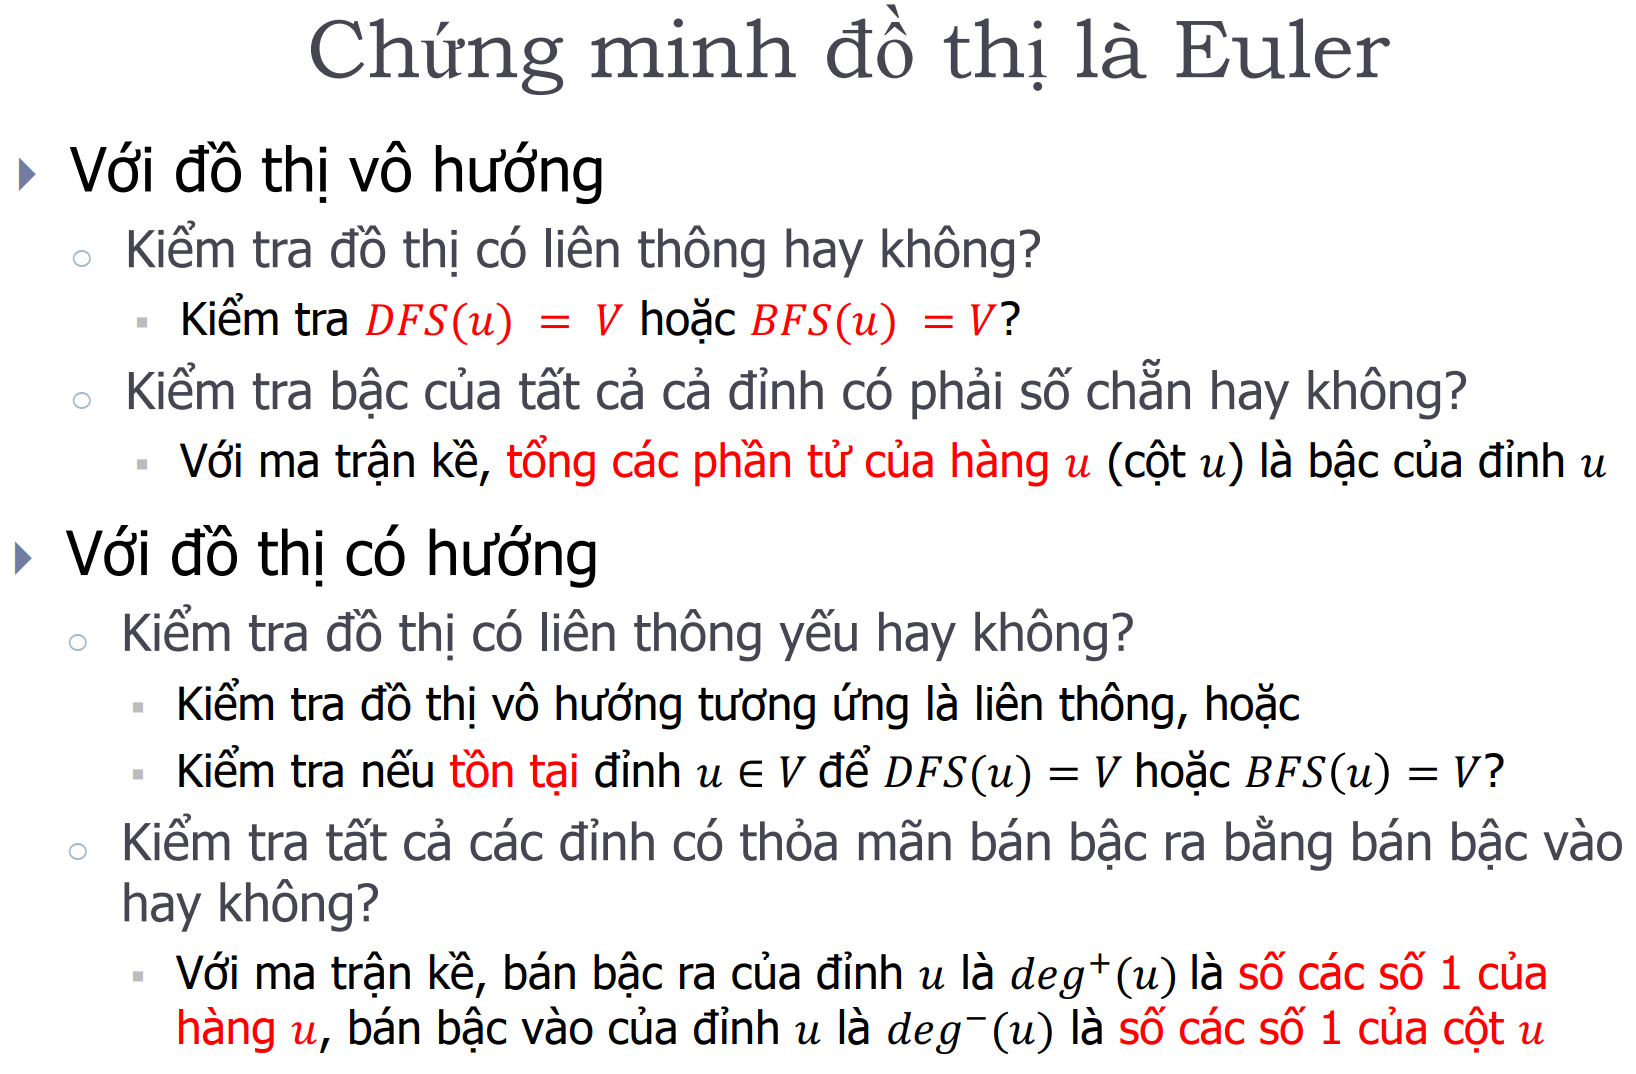 Chứng minh đồ thị là Euler
Với đồ thị vô hướng
Kiểm tra đồ thị có liên thông hay không?
Kiểm tra DFS(u) = V hoặc BFS(u) = V?
Kiểm tra bậc của tất cả cả đỉnh có phải số chẵn hay không?
Với ma trận kề, tổng các phần tử của hàng u (cột u) là bậc của đỉnh u
Với đồ thị có hướng
Kiểm tra đồ thị có liên thông yếu hay không?
Kiểm tra đồ thị vô hướng tương ứng là liên thông, hoặc
Kiểm tra nếu tồn tại đỉnh u ∈ V để DFS(u) = V hoặc BFS(u) = V?
Kiểm tra tất cả các đỉnh có thỏa mãn bán bậc ra bằng bán bậc vào
hay không?
Với ma trận kề, bán bậc ra của đỉnh u là deg⁺(u) là số các số 1 của
hàng u, bán bậc vào của đỉnh u là deg⁻(u) là số các số 1 của cột u